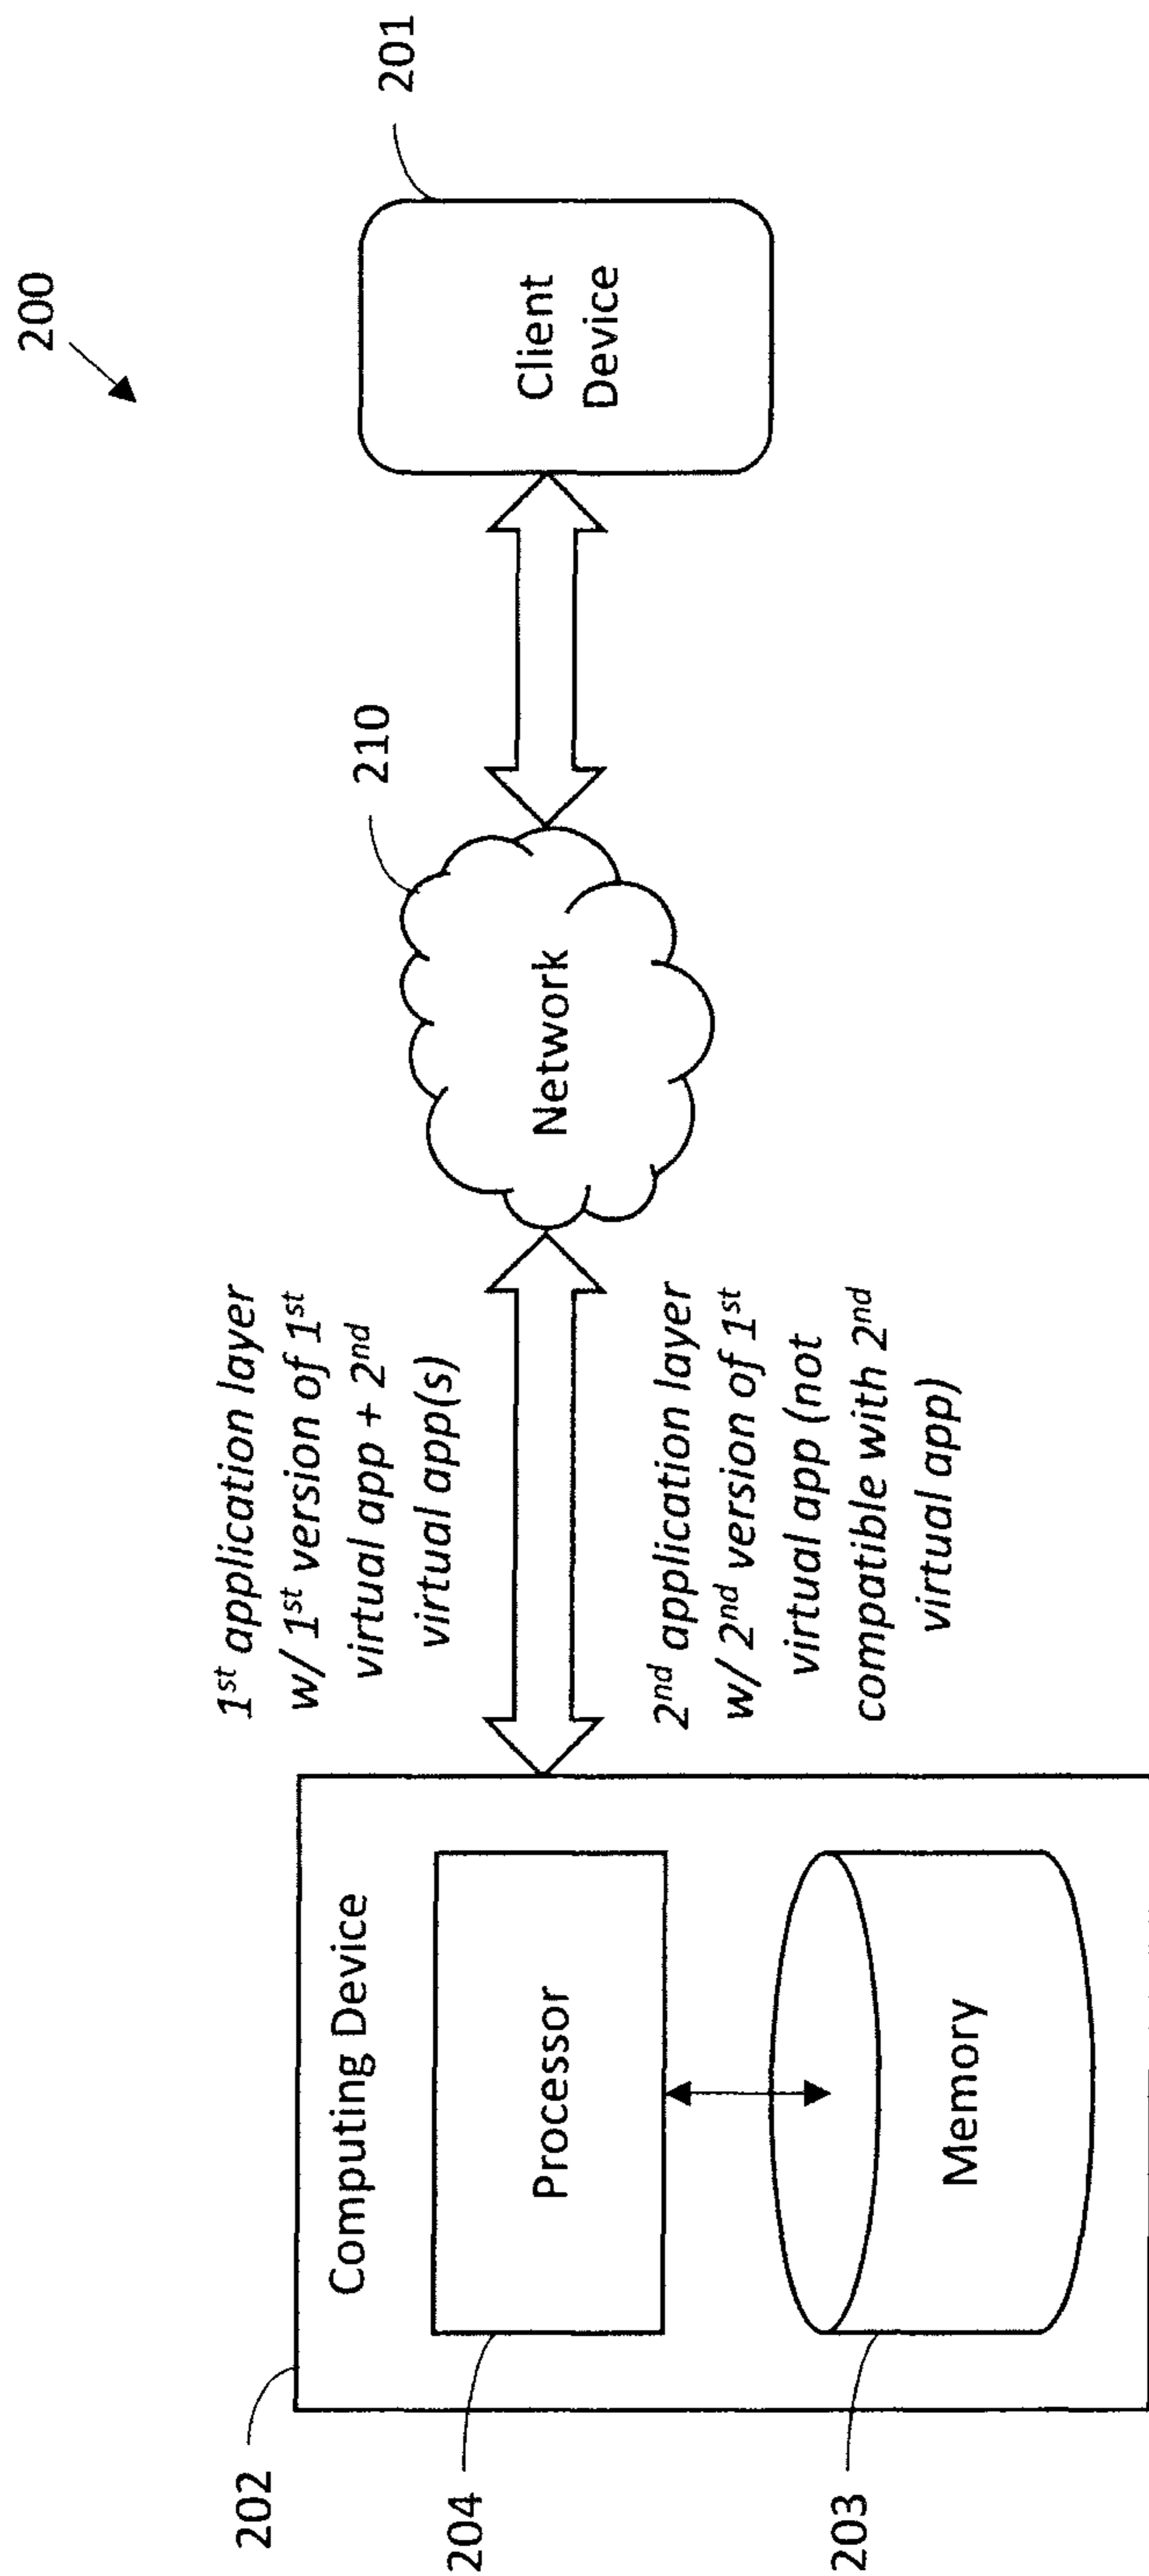 200
202
Computing Device
204
Processor
203
Memory
1st application layer
w/ 1st version of 1st
virtual app + 2nd
virtual app(s)
2nd application layer
w/ 2nd version of 1st
virtual app (not
compatible with 2nd
virtual app)
210
Network
201
Client
Device